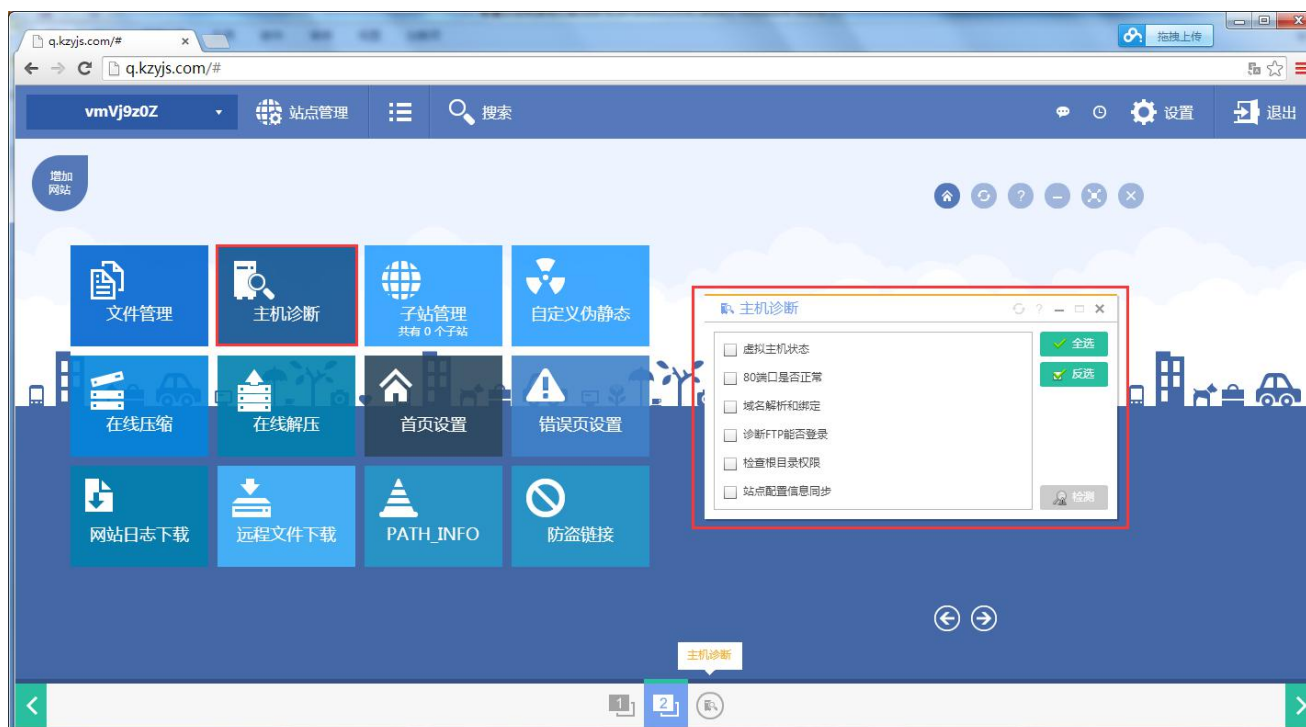 q.kzyjs.com/#
拖拽上传
q.kzyjs.com/#
vmVj9z0Z
站点管理
搜索
设置
退出
增加
网站
文件管理
主机诊断
子站管理
共有 0 个子站
自定义伪静态
在线压缩
在线解压
首页设置
错误页设置
网站日志下载
远程文件下载
PATH_INFO
防盗链接
主机诊断
虚拟主机状态
80端口是否正常
域名解析和绑定
诊断FTP能否登录
检查根目录权限
站点配置信息同步
全选
反选
检测
主机诊断
1
2